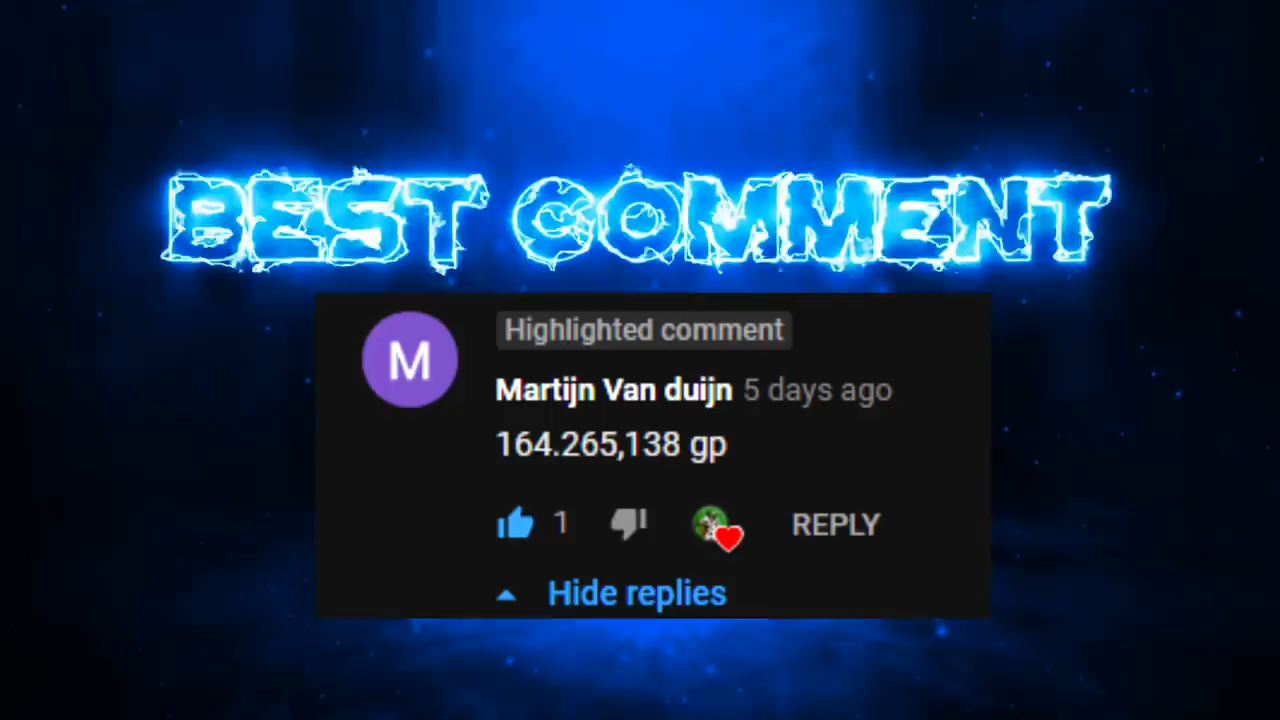 BEST COMMENT
M
Highlighted comment
Martijn Van duijn 5 days ago
164.265,138 gp
1 REPLY
Hide replies